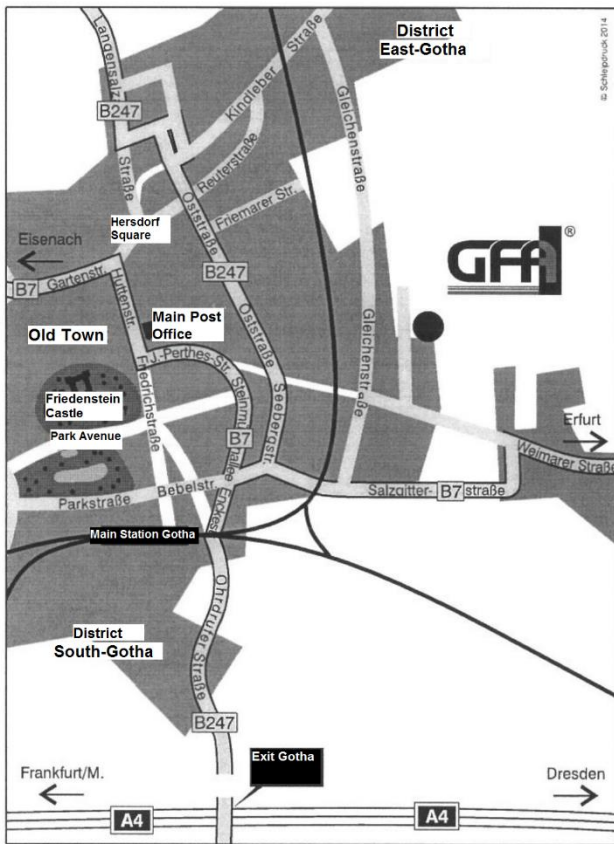 © Schleipdruck 2014
District
East-Gotha
Langensalz.
B247
Straße
Kindleber Straße
Gleichenstraße
Reuterstraße
Friemarer Str.
Oststraße
Hersdorf
Square
Eisenach
B247
GFA®
B7
Gartenstr.
Huttenstr.
Main Post
Office
Oststraße
Gleichenstraße
Old Town
J.-Perthes-Str.
Friedrichstraße
Seebergstr.
Friedenstein
Castle
Erfurt
Park Avenue
B7
Weimarer Straße
Bebelstr.
Parkstraße
Salzgitter-
B7
straße
Main Station Gotha
Ohrdrufer Straße
District
South-Gotha
B247
Exit Gotha
Frankfurt/M.
Dresden
A4
A4